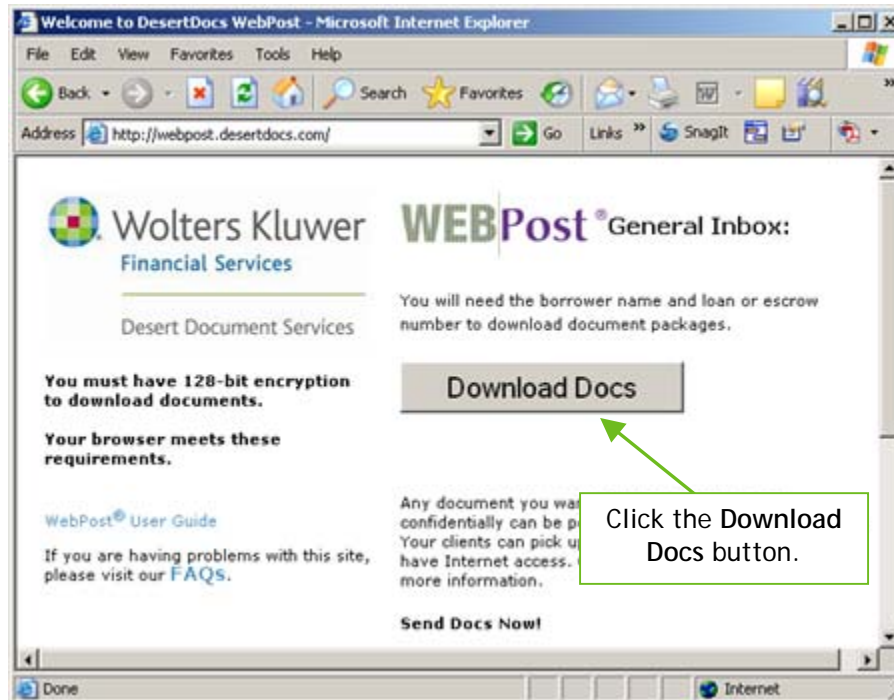 Welcome to DesertDocs WebPost - Microsoft Internet Explorer
File Edit View Favorites Tools Help
Back Search Favorites
Address http://webpost.desertdocs.com/ Go Links » SnagIt
Wolters Kluwer
Financial Services
Desert Document Services
You must have 128-bit encryption
to download documents.
Your browser meets these
requirements.
WebPost® User Guide
If you are having problems with this site,
please visit our FAQs.
WEBPost® General Inbox:
You will need the borrower name and loan or escrow
number to download document packages.
Download Docs
Any document you
confidentially can be
Your clients can pick
have Internet access.
more information.
Send Docs Now!
Click the Download
Docs button.
Done Internet